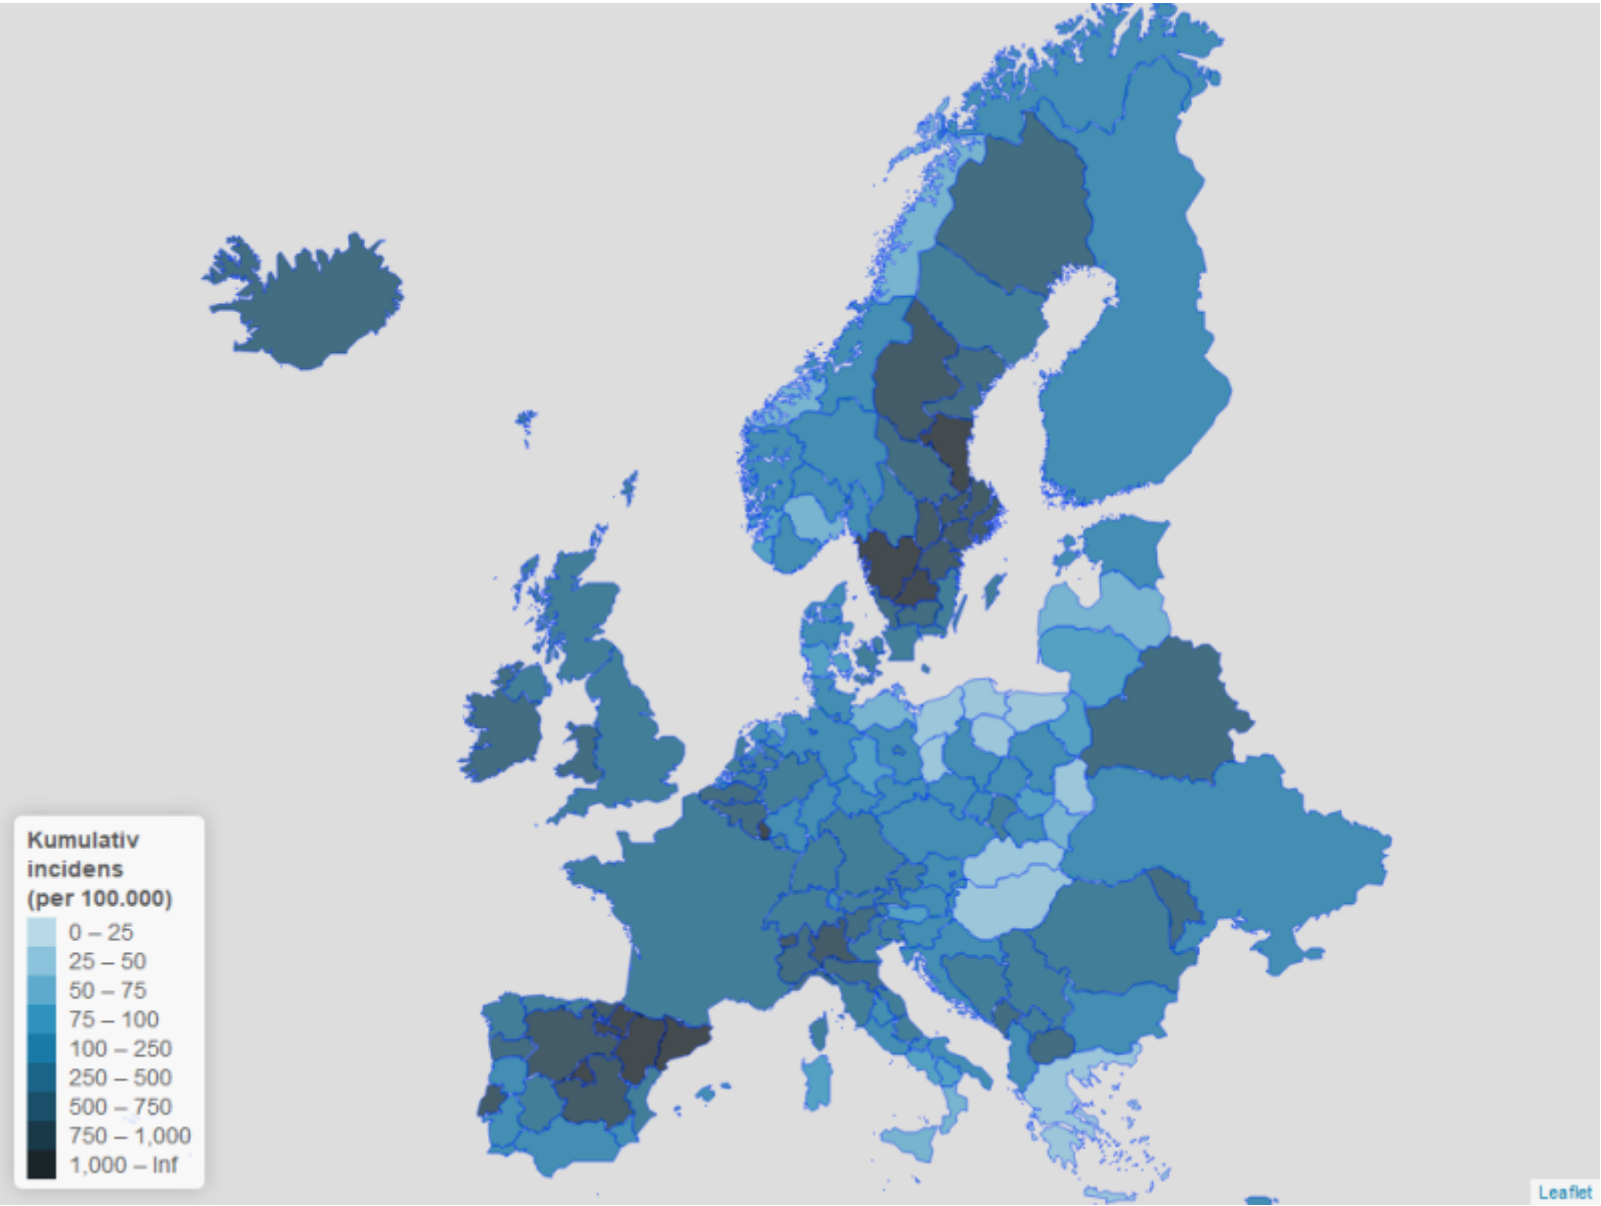 Kumulativ
incidens
(per 100.000)
0 – 25
25 – 50
50 – 75
75 – 100
100 – 250
250 – 500
500 – 750
750 – 1,000
1,000 – Inf
Leaflet